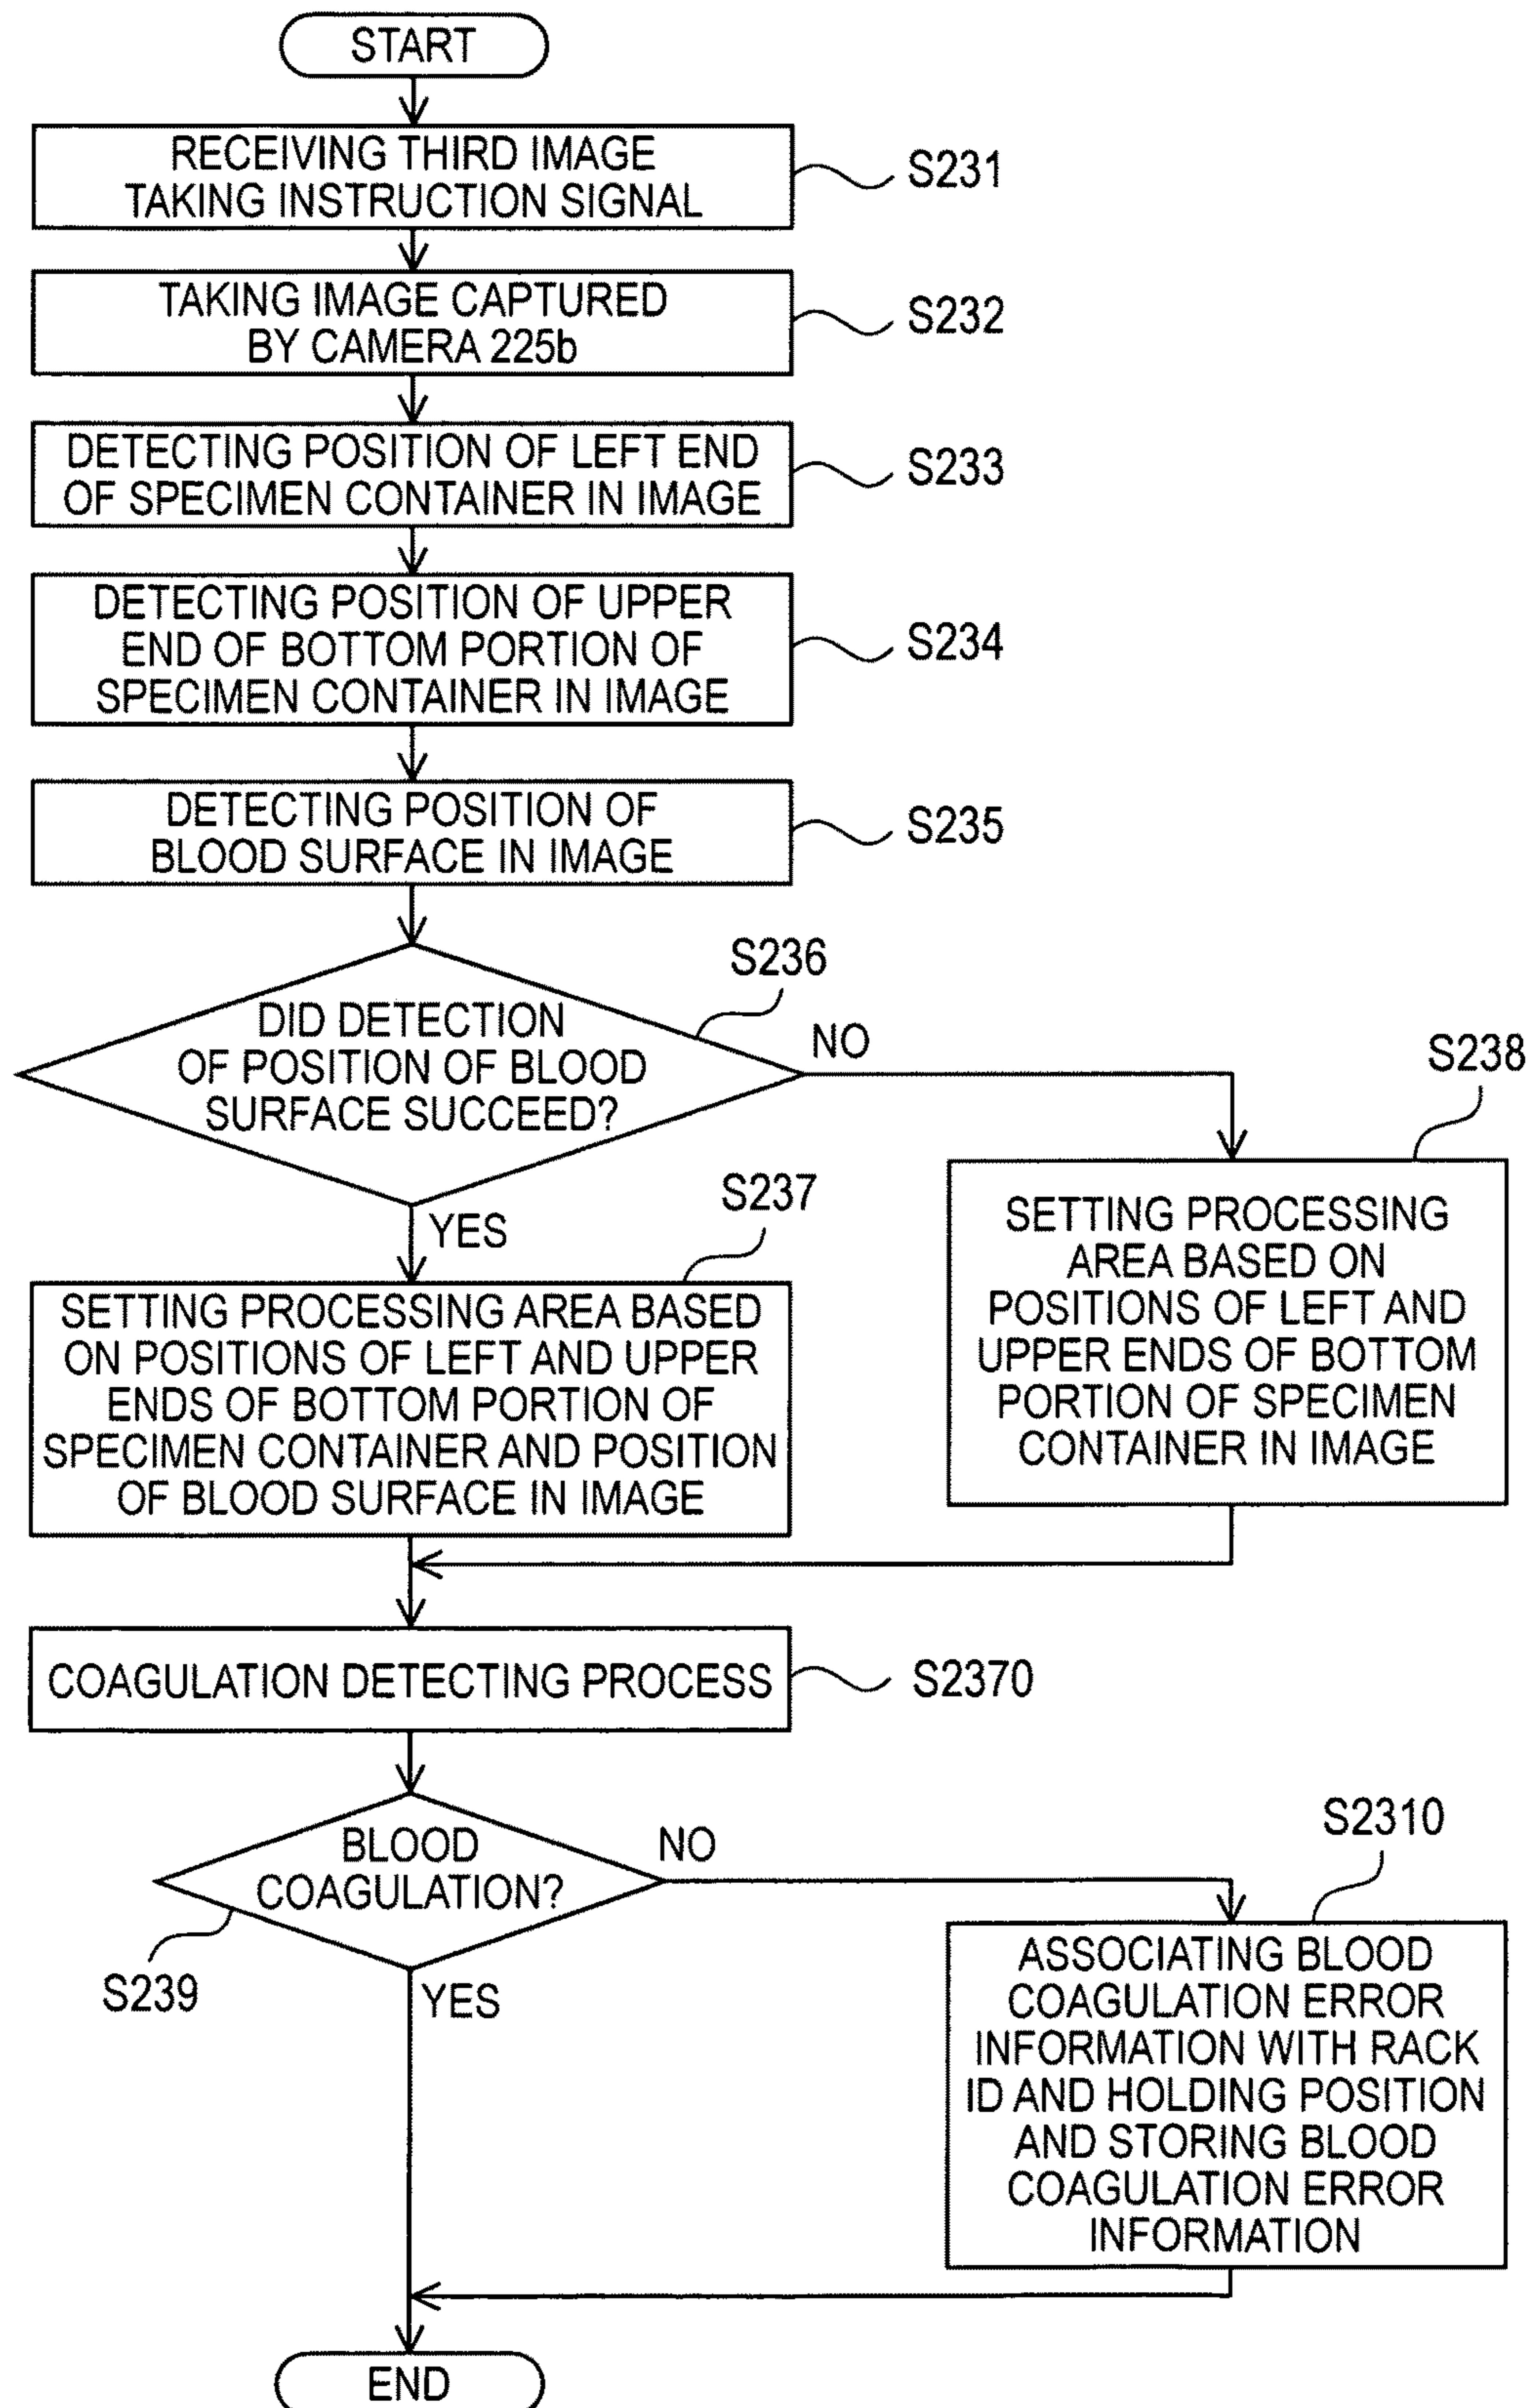 START
RECEIVING THIRD IMAGE
TAKING INSTRUCTION SIGNAL
S231
TAKING IMAGE CAPTURED
BY CAMERA 225b
S232
DETECTING POSITION OF LEFT END
OF SPECIMEN CONTAINER IN IMAGE
S233
DETECTING POSITION OF UPPER
END OF BOTTOM PORTION OF
SPECIMEN CONTAINER IN IMAGE
S234
DETECTING POSITION OF
BLOOD SURFACE IN IMAGE
S235
S236
DID DETECTION
OF POSITION OF BLOOD
SURFACE SUCCEED?
NO
YES
S237
SETTING PROCESSING AREA BASED
ON POSITIONS OF LEFT AND UPPER
ENDS OF BOTTOM PORTION OF
SPECIMEN CONTAINER AND POSITION
OF BLOOD SURFACE IN IMAGE
S238
SETTING PROCESSING
AREA BASED ON
POSITIONS OF LEFT AND
UPPER ENDS OF BOTTOM
PORTION OF SPECIMEN
CONTAINER IN IMAGE
COAGULATION DETECTING PROCESS
S2370
BLOOD
COAGULATION?
NO
S239
YES
S2310
ASSOCIATING BLOOD
COAGULATION ERROR
INFORMATION WITH RACK
ID AND HOLDING POSITION
AND STORING BLOOD
COAGULATION ERROR
INFORMATION
END